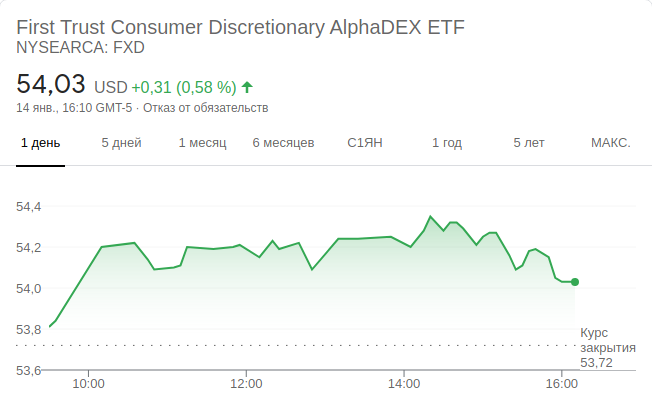 First Trust Consumer Discretionary AlphaDEX ETF
NYSEARCA: FXD
54,03 USD +0,31 (0,58 %)
14 янв., 16:10 GMT-5 · Отказ от обязательств
1 день 5 дней 1 месяц 6 месяцев С1ЯН 1 год 5 лет МАКС.
54,4
54,2
54,0
53,8
Курс
закрытия
53,72
53,6
10:00 12:00 14:00 16:00